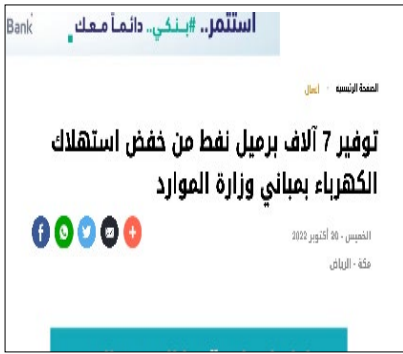 استثمر.. #بنكي.. دائماً معك Bank
الصفحة الرئيسية - أعمال
توفير 7 آلاف برميل نفط من خفض استهلاك
الكهرباء بمباني وزارة الموارد
الخميس - 20 أكتوبر 2022
مكة - الرياض